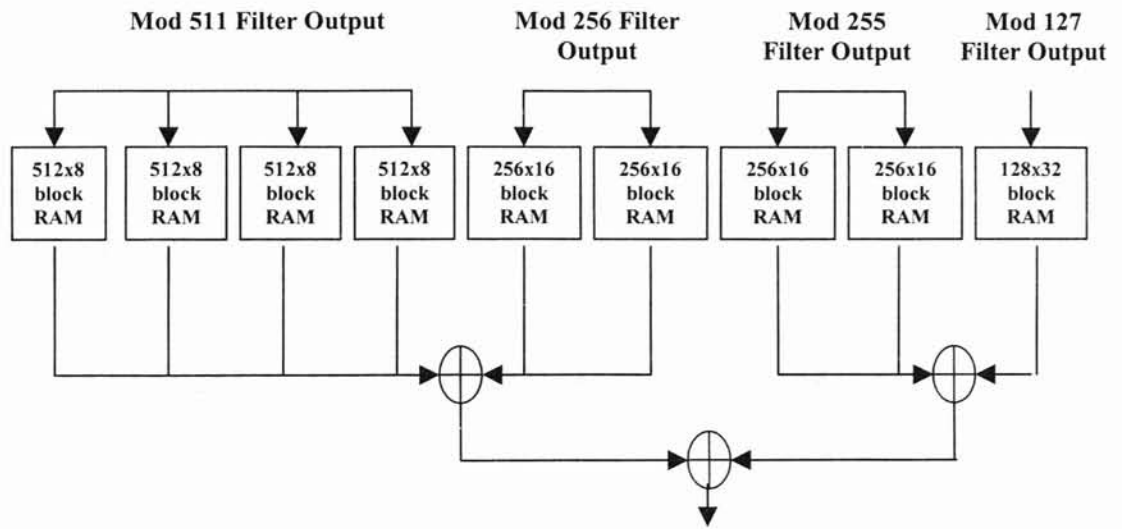 Mod 511 Filter Output
Mod 256 Filter
Output
Mod 255
Filter Output
Mod 127
Filter Output
512x8
block
RAM
512x8
block
RAM
512x8
block
RAM
512x8
block
RAM
256x16
block
RAM
256x16
block
RAM
256x16
block
RAM
256x16
block
RAM
128x32
block
RAM